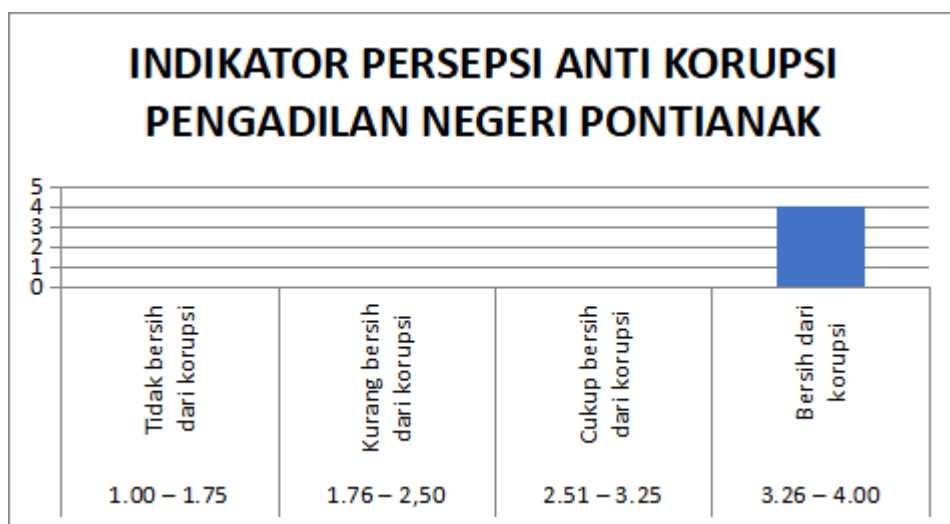 INDIKATOR PERSEPSI ANTI KORUPSI
PENGADILAN NEGERI PONTIANAK
5
4
3
2
1
0
Tidak bersih
dari korupsi
Kurang bersih
dari korupsi
Cukup bersih
dari korupsi
Bersih dari
korupsi
1.00 – 1.75
1.76 – 2,50
2.51 – 3.25
3.26 – 4.00